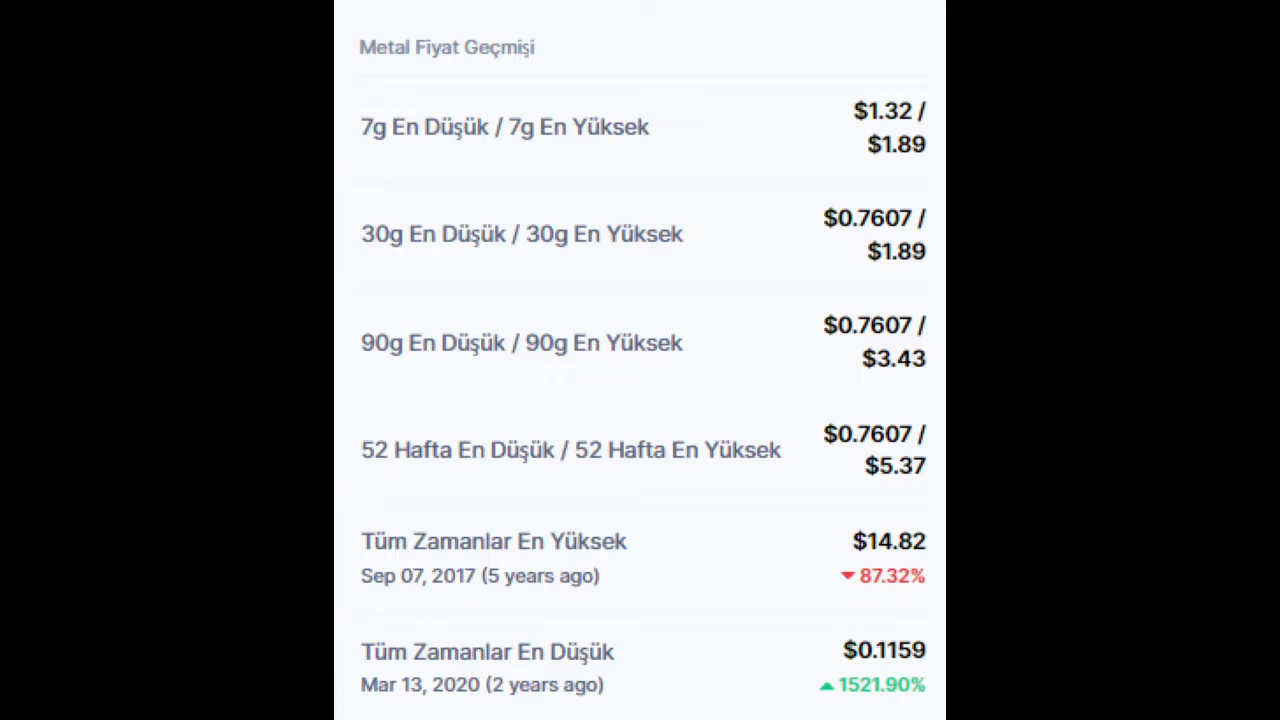 Metal Fiyat Geçmişi
7g En Düşük / 7g En Yüksek
$1.32 /
$1.89
30g En Düşük / 30g En Yüksek
$0.7607 /
$1.89
90g En Düşük / 90g En Yüksek
$0.7607 /
$3.43
52 Hafta En Düşük / 52 Hafta En Yüksek
$0.7607 /
$5.37
Tüm Zamanlar En Yüksek
$14.82
Sep 07, 2017 (5 years ago)
87.32%
Tüm Zamanlar En Düşük
$0.1159
Mar 13, 2020 (2 years ago)
1521.90%